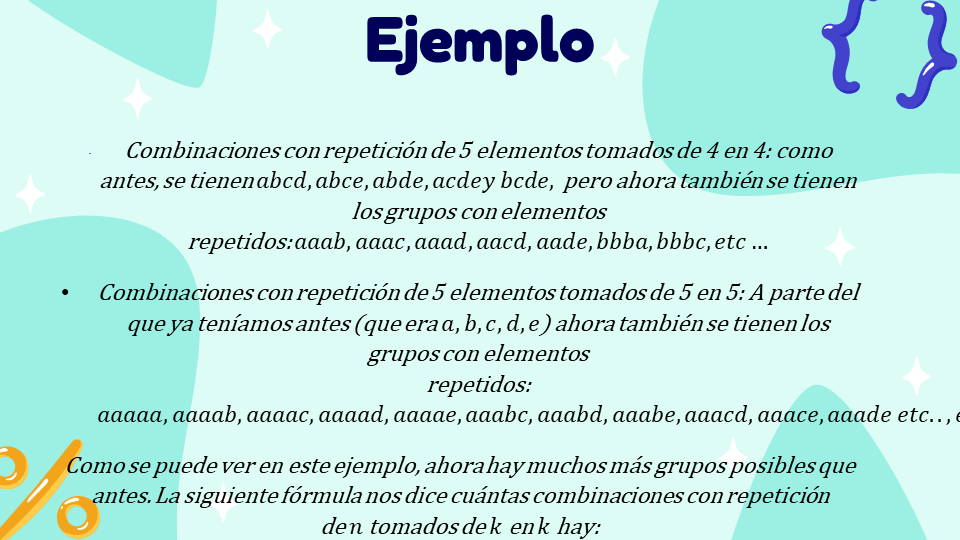 Ejemplo
Combinaciones con repetición de 5 elementos tomados de 4 en 4: como
antes, se tienen abcd, abce, abde, acde y bcde, pero ahora también se tienen
los grupos con elementos
repetidos: aaab, aaac, aaad, aacd, aade, bbba, bbbc, etc ...
• Combinaciones con repetición de 5 elementos tomados de 5 en 5: A parte del
que ya teníamos antes (que era a, b, c, d, e) ahora también se tienen los
grupos con elementos
repetidos:
aaaaa, aaaab, aaaac, aaaad, aaaae, aaabc, aaabd, aaabe, aaacd, aaace, aaade etc. . , e
Como se puede ver en este ejemplo, ahora hay muchos más grupos posibles que
antes. La siguiente fórmula nos dice cuántas combinaciones con repetición
de n tomados de k en k hay: